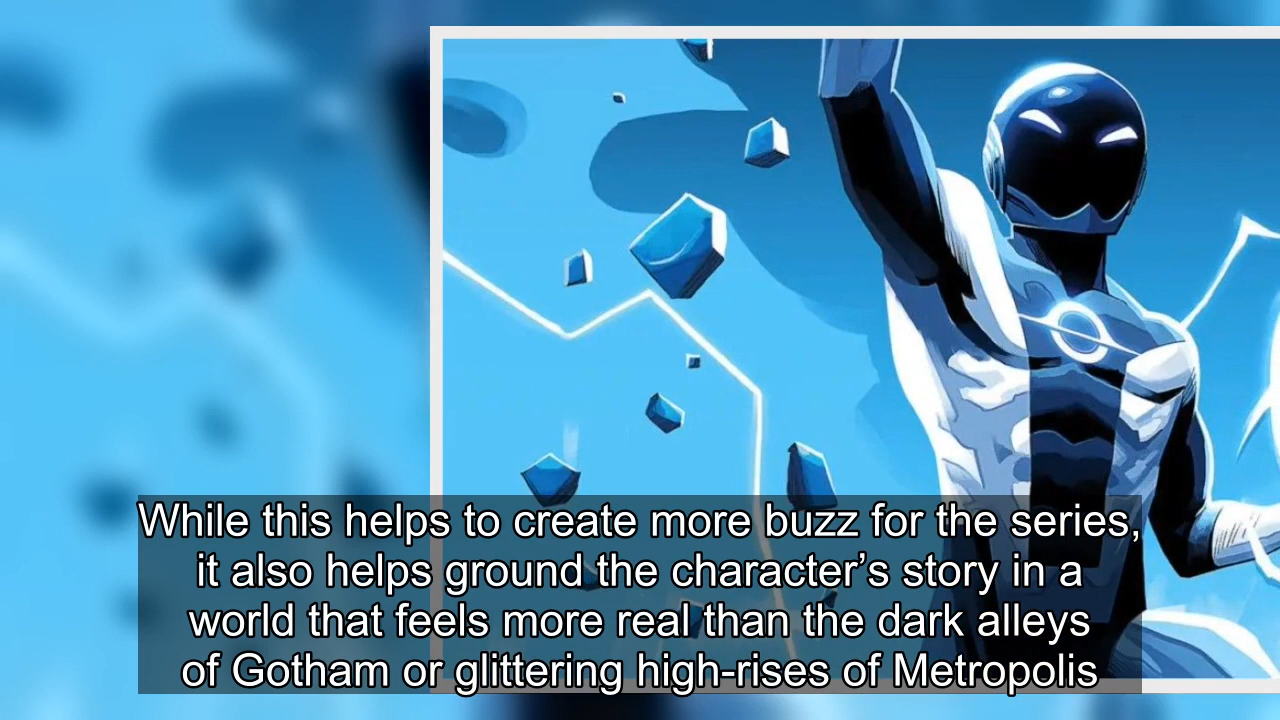 While this helps to create more buzz for the series,
it also helps ground the character’s story in a
world that feels more real than the dark alleys
of Gotham or glittering high-rises of Metropolis